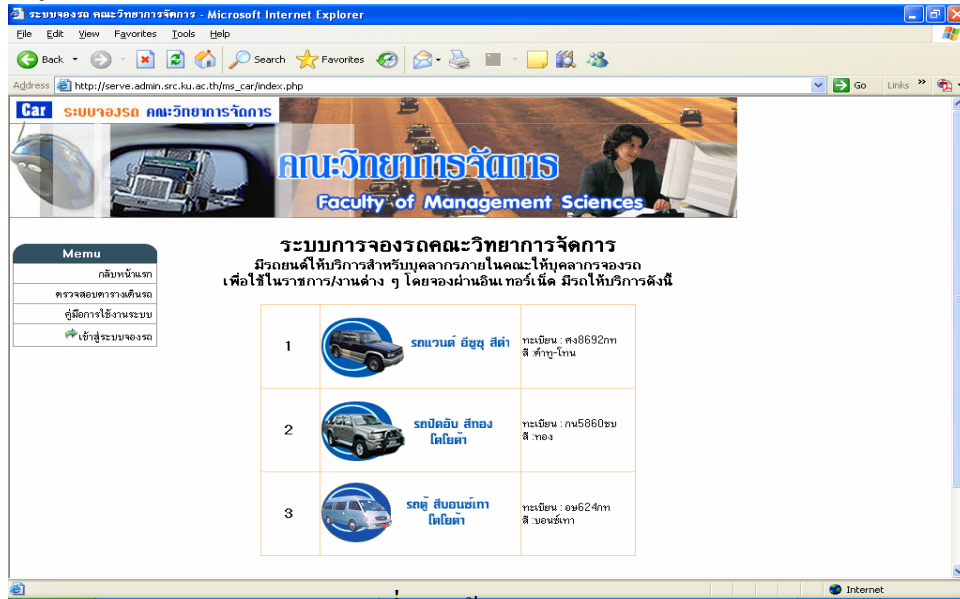 ระบบจองรถ คณะวิทยาการจัดการ - Microsoft Internet Explorer
File Edit View Favorites Tools Help
Back Search Favorites
Address http://serve.admin.src.ku.ac.th/ms_car/index.php Go Links
Car ระบบจองรถ คณะวิทยาการจัดการ
คณะวิทยาการจัดการ
Faculty of Management Sciences
Memu
กลับหน้าแรก
ตรวจสอบตารางเดินรถ
คู่มือการใช้งานระบบ
เข้าสู่ระบบจองรถ
ระบบการจองรถคณะวิทยาการจัดการ
มีรถยนต์ให้บริการสำหรับบุคลากรภายในคณะให้บุคลากรจองรถ
เพื่อใช้ในราชการ/งานต่าง ๆ โดยจองผ่านอินเทอร์เน็ต มีรถให้บริการดังนี้
1 รถแวนต์ อีซูซุ สีดำ
ทะเบียน : ศง8692กท
สี :ดำทู-โทน
2 รถปิคอัน สีทอง
โตโยต้า
ทะเบียน : กน5860ชบ
สี :ทอง
3 รถตู้ สีบอนซ์เทา
โตโยต้า
ทะเบียน : อษ624กท
สี :บอนซ์เทา
Internet